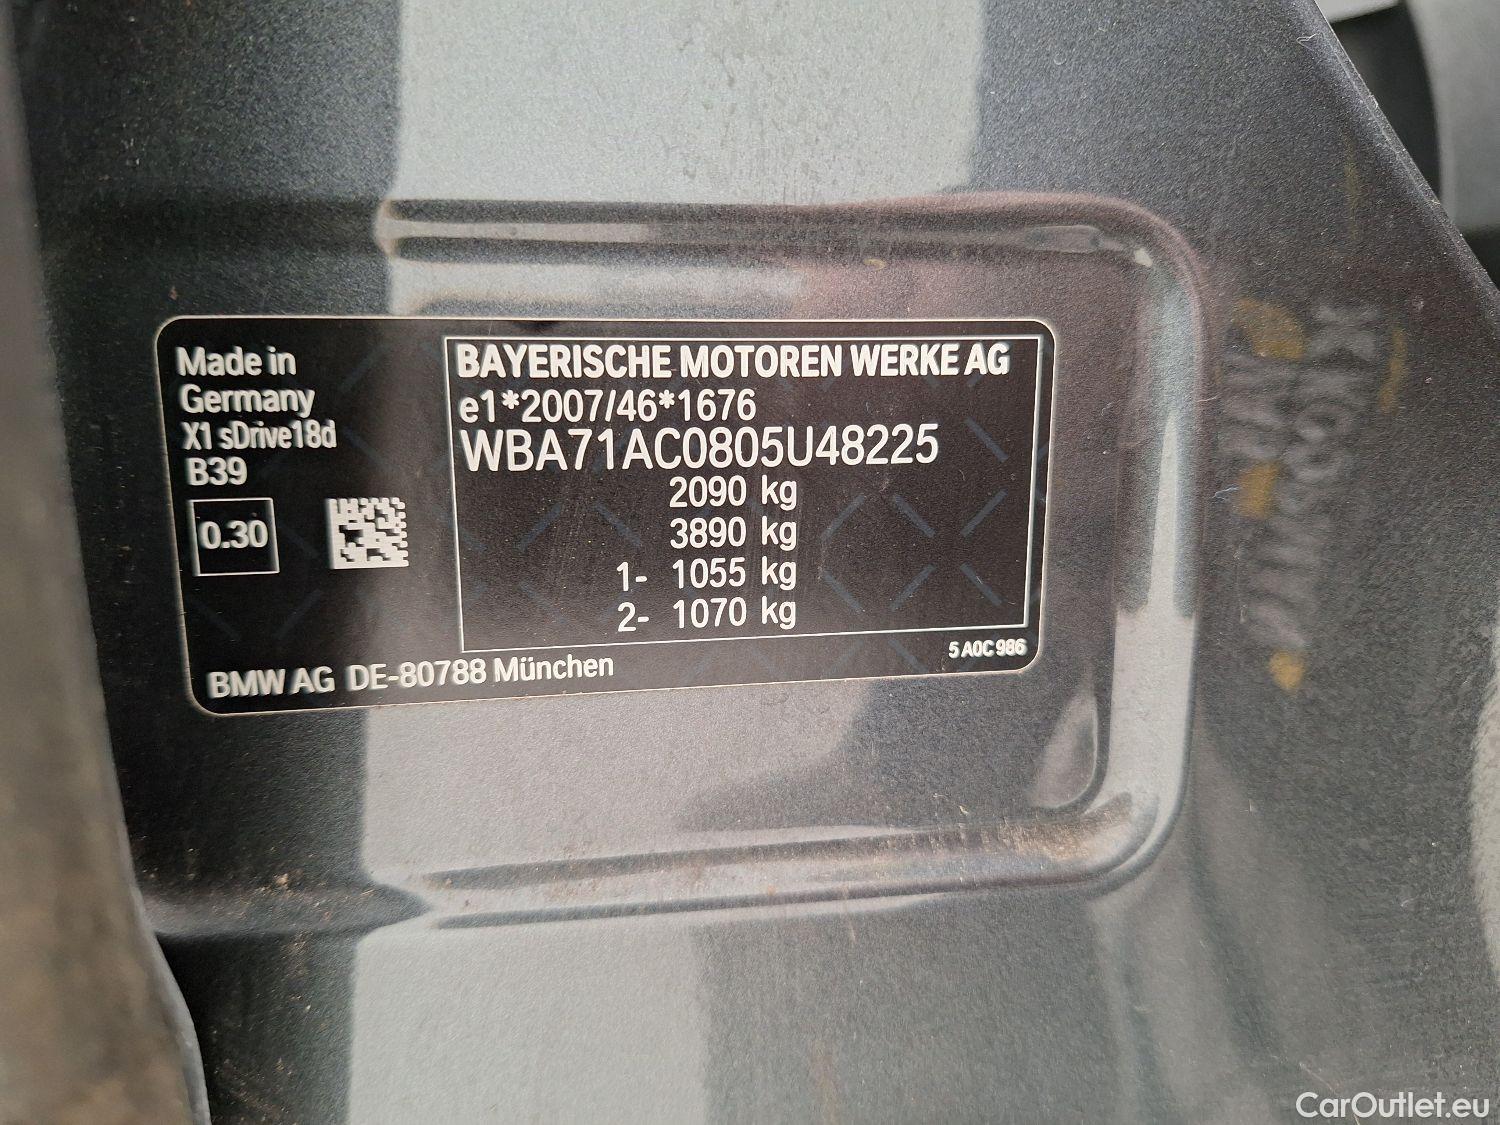 Made in
Germany
X1 sDrive18d
B39
0.30
BAYERISCHE MOTOREN WERKE AG
e1*2007/46*1676
WBA71AC0805U48225
2090 kg
3890 kg
1- 1055 kg
2- 1070 kg
5 A0C 986
BMW AG DE-80788 München
CarOutlet.eu